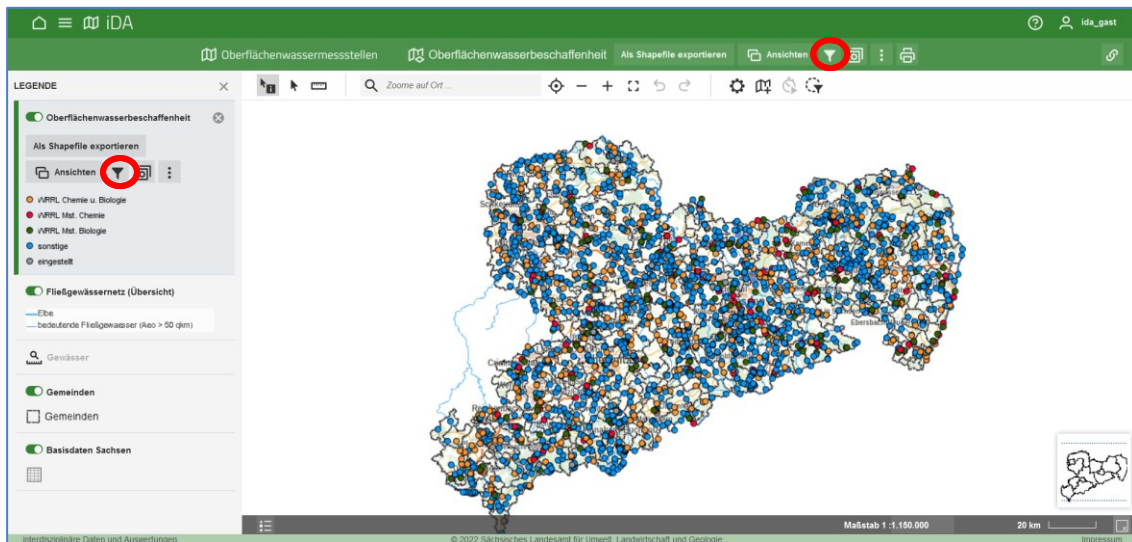 iDA
ida_gast
Oberflächenwassermessstellen
Oberflächenwasserbeschaffenheit
Als Shapefile exportieren
Ansichten
LEGENDE
Zoome auf Ort ...
Oberflächenwasserbeschaffenheit
Als Shapefile exportieren
Ansichten
WRRL Chemie u. Biologie
WRRL Mst. Chemie
WRRL Mst. Biologie
sonstige
eingestellt
Fließgewässernetz (Übersicht)
Elbe
bedeutende Fließgewaesser (Aeo > 50 qkm)
Gewässer
Gemeinden
Gemeinden
Basisdaten Sachsen
Maßstab 1 :1.150.000
20 km
Interdisziplinäre Daten und Auswertungen
© 2022 Sächsisches Landesamt für Umwelt, Landwirtschaft und Geologie
Impressum